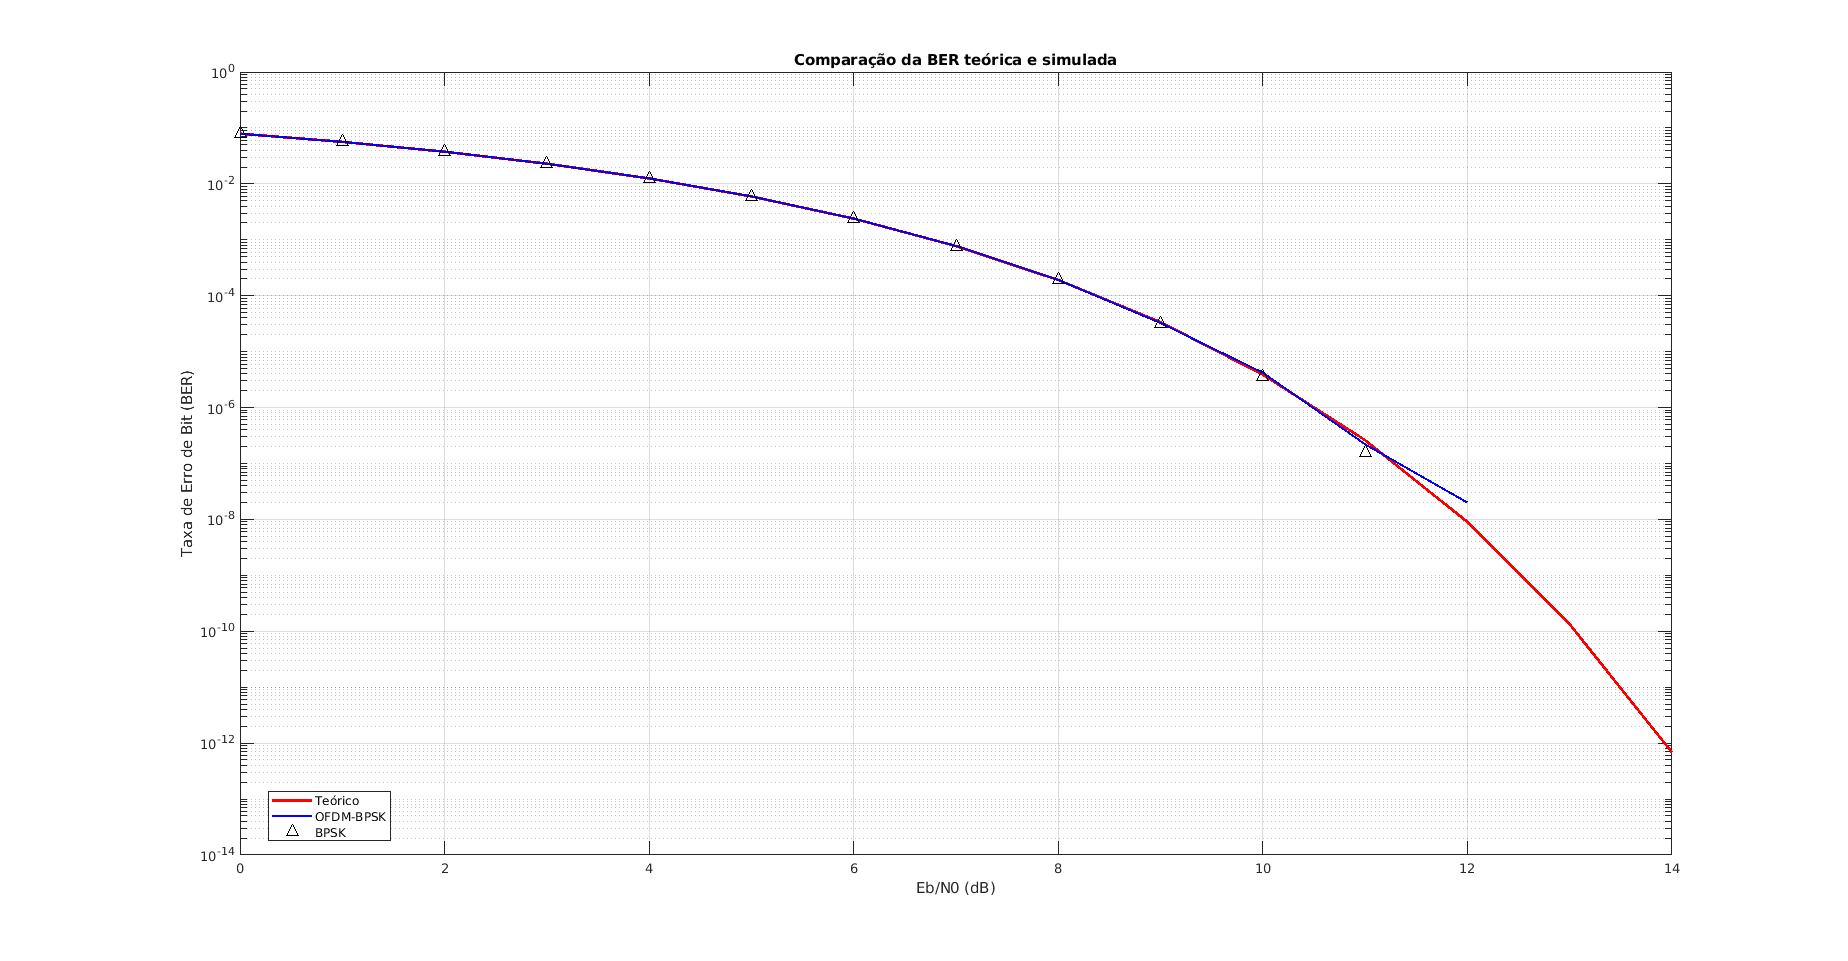 Comparação da BER teórica e simulada
10^0
10^-2
10^-4
10^-6
10^-8
10^-10
10^-12
10^-14
Taxa de Erro de Bit (BER)
Teórico
OFDM-BPSK
BPSK
0 2 4 6 8 10 12 14
Eb/N0 (dB)